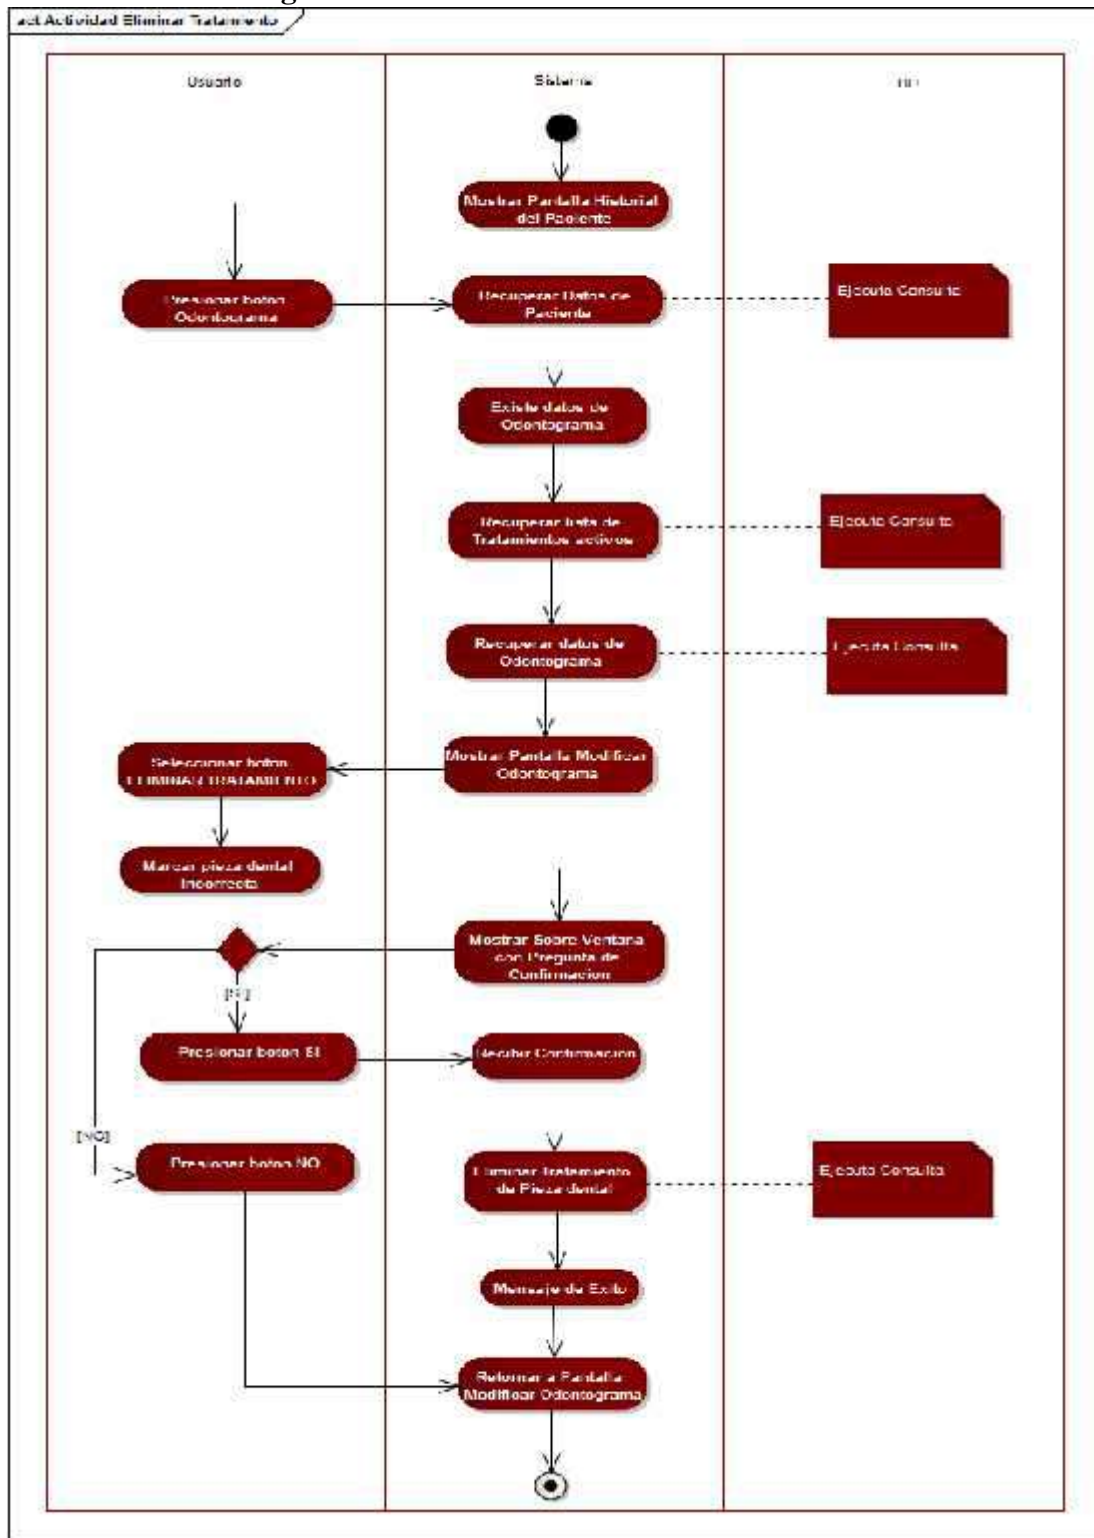 act Actividad Eliminar Tratamiento
Usuario
Sistema
Mostrar Pantalla Historial
del Paciente
Presionar boton
Odontograma
Recuperar Datos de
Paciente
Ejecuta Consulta
Existe datos de
Odontograma
Recuperar lista de
Tratamientos activos
Ejecuta Consulta
Recuperar datos de
Odontograma
Ejecuta Consulta
Mostrar Pantalla Modificar
Odontograma
Seleccionar boton
ELIMINAR TRATAMIENTO
Marcar pieza dental
Incorrecta
Mostrar Sobre Ventana
con Pregunta de
Confirmacion
[SI]
Presionar boton SI
Recibir Confirmacion
[NO]
Presionar boton NO
Eliminar Tratamiento
de Pieza dental
Ejecuta Consulta
Mensaje de Exito
Retornar a Pantalla
Modificar Odontograma